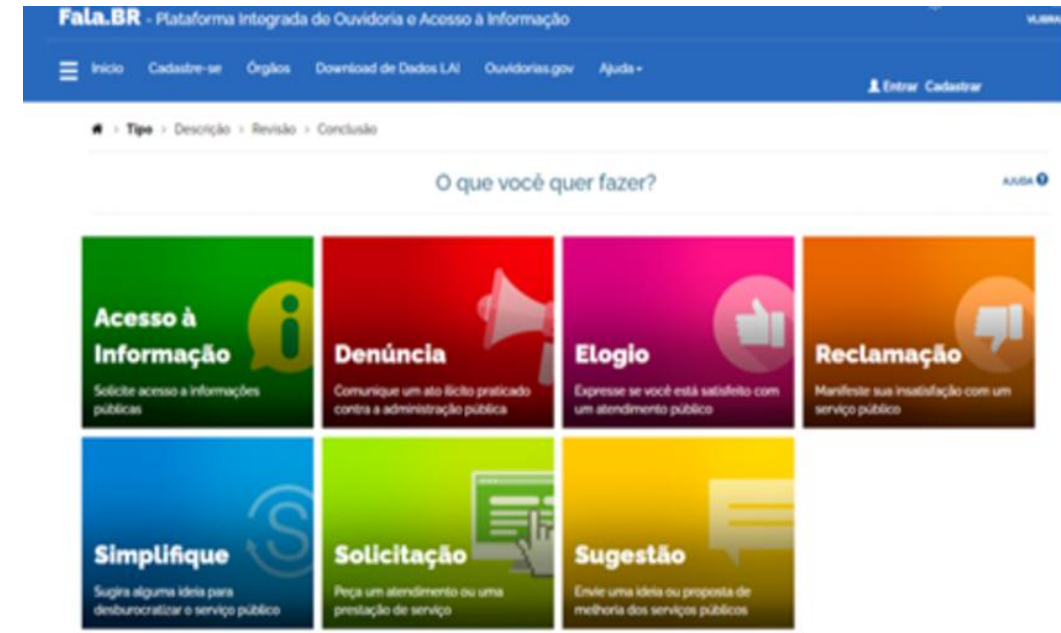 Fala.BR - Plataforma Integrada de Ouvidoria e Acesso à Informação
Início Cadastre-se Órgãos Download de Dados LAI Ouvidorias.gov Ajuda
Entrar Cadastrar
> Tipo > Descrição > Revisão > Conclusão
O que você quer fazer?
AJUDA
Acesso à
Informação
Solicite acesso a informações
públicas
Denúncia
Comunique um ato ilícito praticado
contra a administração pública
Elogio
Expresse se você está satisfeito com
um atendimento público
Reclamação
Manifeste sua insatisfação com um
serviço público
Simplifique
Sugira alguma ideia para
desburocratizar o serviço público
Solicitação
Peça um atendimento ou uma
prestação de serviço
Sugestão
Envie uma ideia ou proposta de
melhoria dos serviços públicos